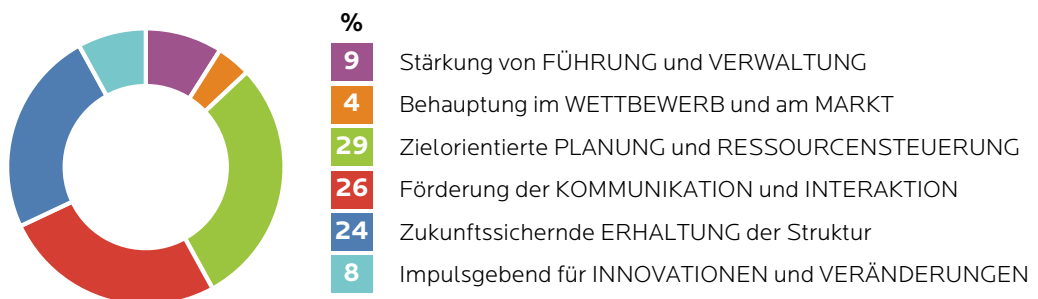 %
9 Stärkung von FÜHRUNG und VERWALTUNG
4 Behauptung im WETTBEWERB und am MARKT
29 Zielorientierte PLANUNG und RESSOURCENSTEUERUNG
26 Förderung der KOMMUNIKATION und INTERAKTION
24 Zukunftssichernde ERHALTUNG der Struktur
8 Impulsgebend für INNOVATIONEN und VERÄNDERUNGEN